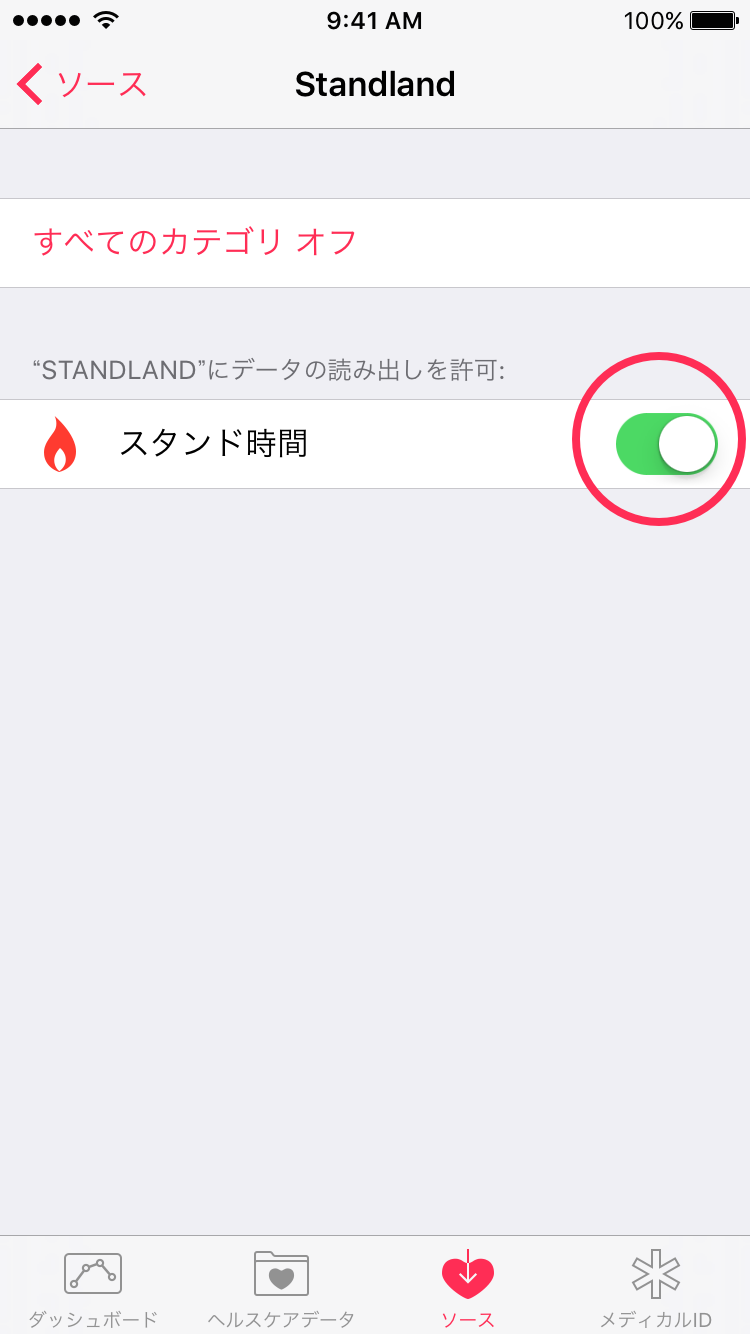 9:41 AM 100%
ソース Standland
すべてのカテゴリ オフ
“STANDLAND”にデータの読み出しを許可:
スタンド時間
ダッシュボード ヘルスケアデータ ソース メディカルID